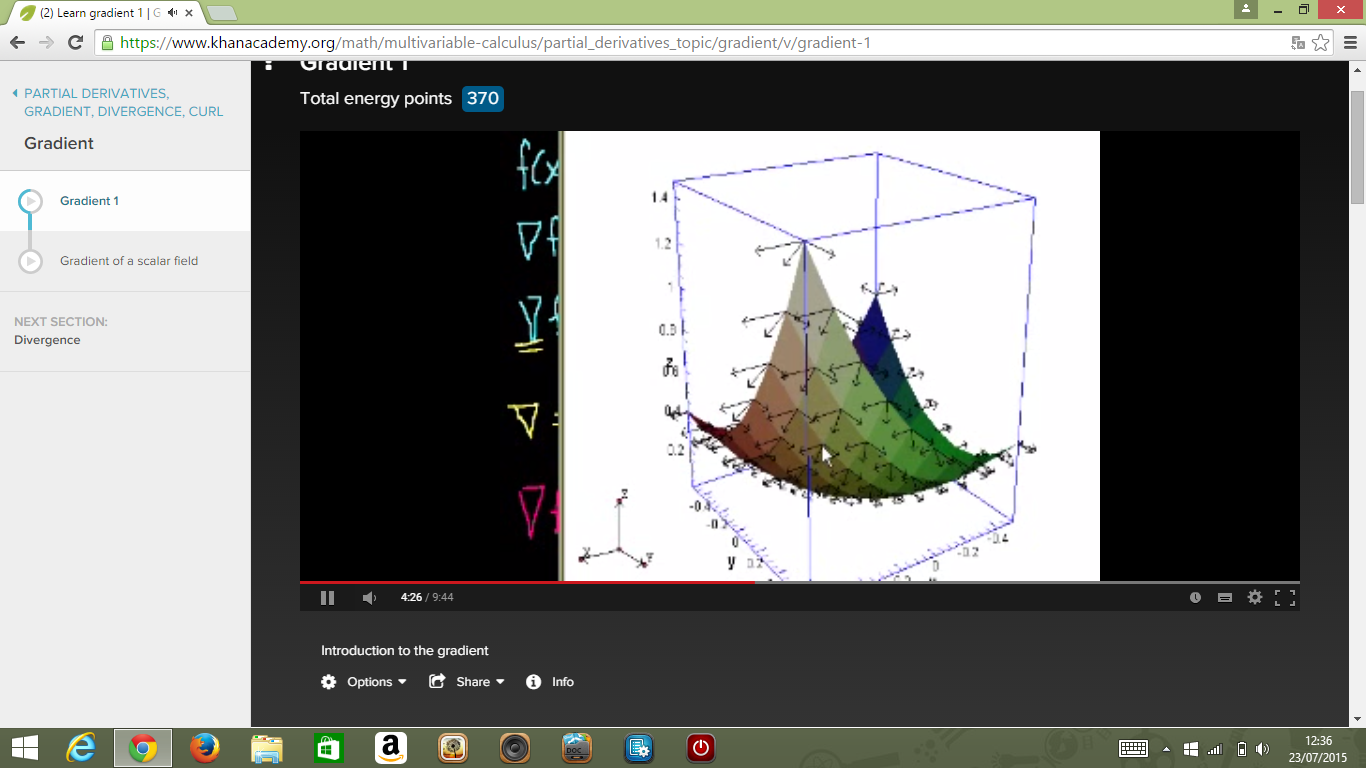 (2) Learn gradient 1 | G
https://www.khanacademy.org/math/multivariable-calculus/partial_derivatives_topic/gradient/v/gradient-1
PARTIAL DERIVATIVES,
GRADIENT, DIVERGENCE, CURL
Gradient
Gradient 1
Gradient of a scalar field
NEXT SECTION:
Divergence
Gradient 1
Total energy points 370
f(x
∇f
∇f
∇ =
∇f
1.4
1.2
1
0.8
z
0.6
0.4
0.2
-0.4
-0.2
0
y 0.2
-0.4
-0.2
0
z
x
Y
4:26 / 9:44
Introduction to the gradient
Options
Share
Info
DOC
12:36
23/07/2015